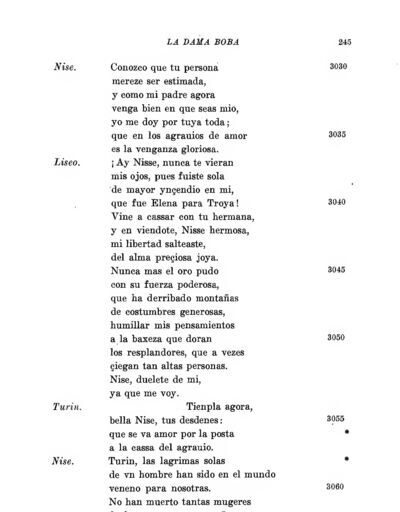 LA DAMA BOBA 245
Nise. Conozco que tu persona 3030
mereze ser estimada,
y como mi padre agora
venga bien en que seas mio,
yo me doy por tuya toda;
que en los agrauios de amor 3035
es la venganza gloriosa.
Liseo. ¡Ay Nisse, nunca te vieran
mis ojos, pues fuiste sola
de mayor ynçendio en mi,
que fue Elena para Troya! 3040
Vine a cassar con tu hermana,
y en viendote, Nisse hermosa,
mi libertad salteaste,
del alma preçiosa joya.
Nunca mas el oro pudo 3045
con su fuerza poderosa,
que ha derribado montañas
de costumbres generosas,
humillar mis pensamientos
a la baxeza que doran 3050
los resplandores, que a vezes
çiegan tan altas personas.
Nise, duelete de mi,
ya que me voy.
Turin. Tienpla agora,
bella Nise, tus desdenes: 3055
que se va amor por la posta *
a la cassa del agrauio.
Nise. Turin, las lagrimas solas *
de vn hombre han sido en el mundo
veneno para nosotras. 3060
No han muerto tantas mugeres